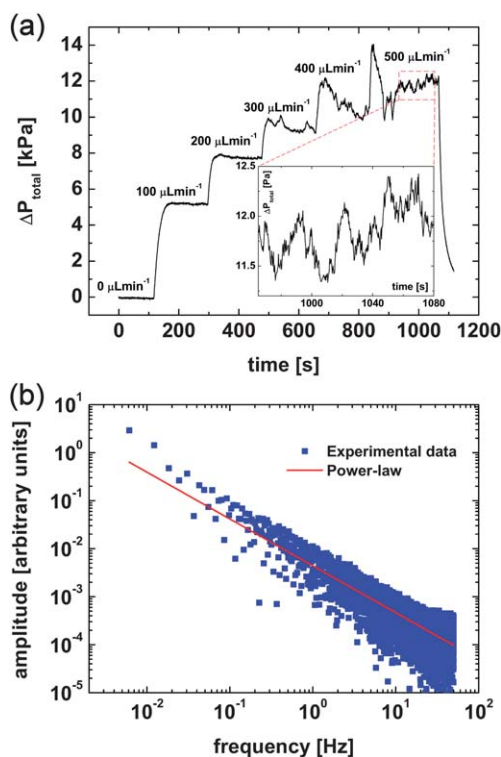 (a)
14
12
10
8
6
4
2
0
ΔP_total [kPa]
0 μLmin⁻¹
100 μLmin⁻¹
200 μLmin⁻¹
300 μLmin⁻¹
400 μLmin⁻¹
500 μLmin⁻¹
ΔP_total [Pa]
12.0
11.5
1000 1040 1080
time [s]
0 200 400 600 800 1000 1200
time [s]
(b)
10¹
10⁰
10⁻¹
10⁻²
10⁻³
10⁻⁴
10⁻⁵
amplitude [arbitrary units]
Experimental data
Power-law
10⁻² 10⁻¹ 10⁰ 10¹ 10²
frequency [Hz]